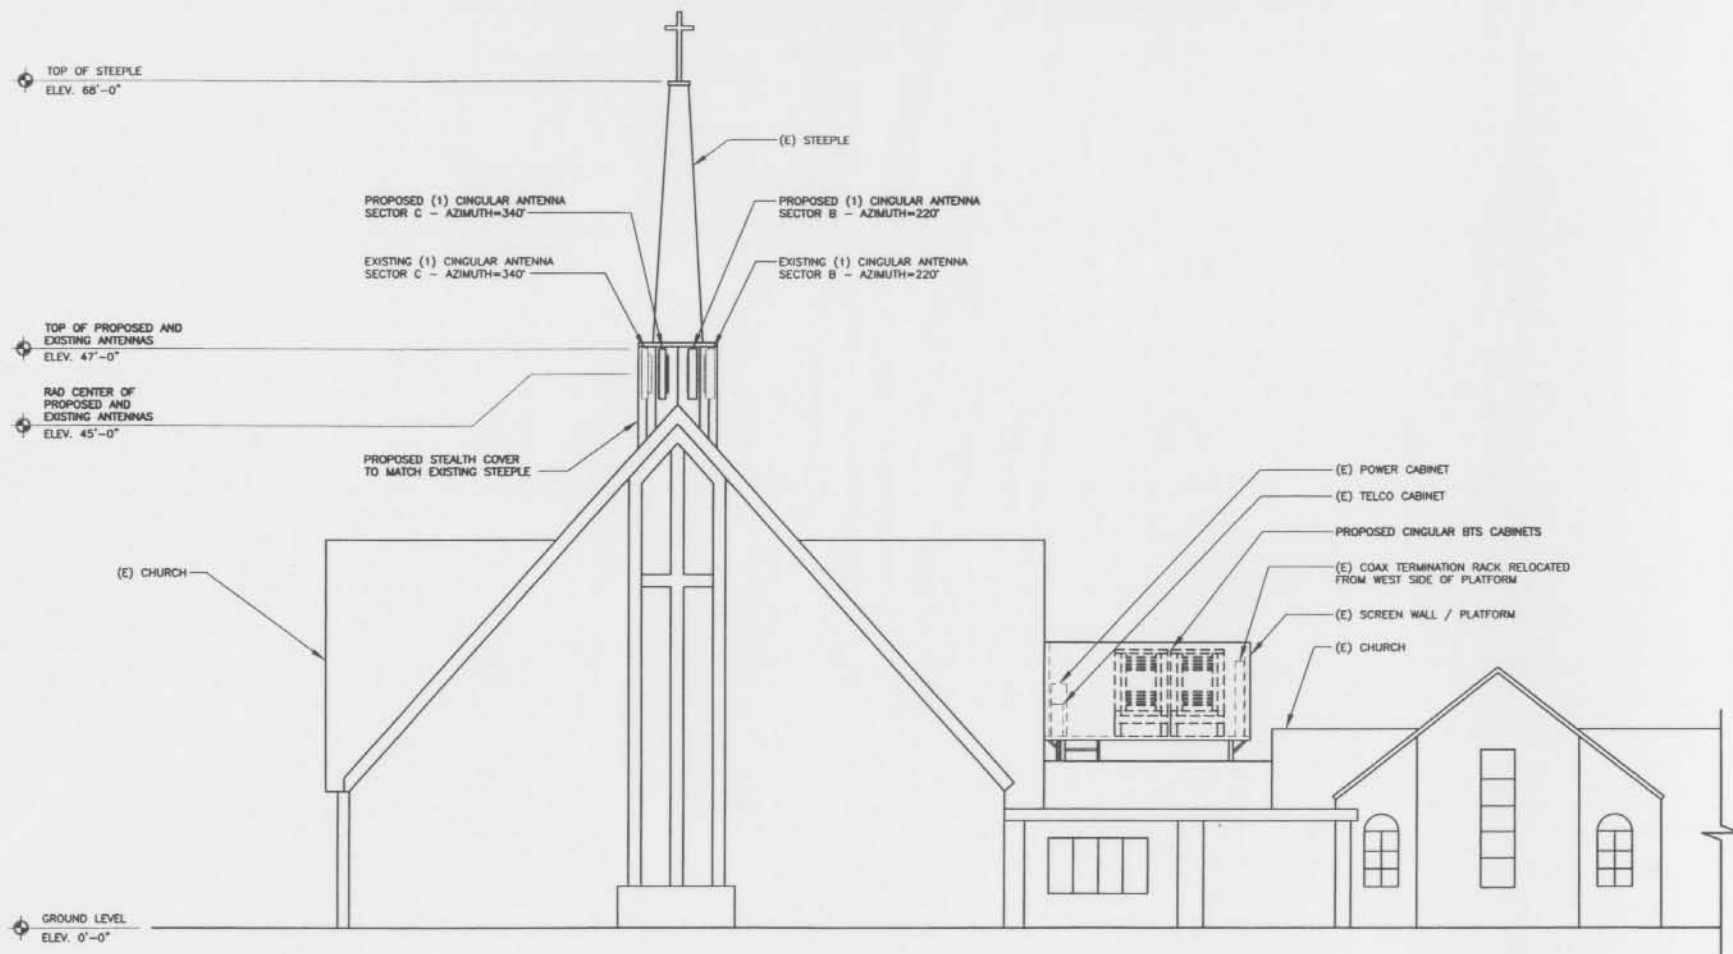 TOP OF STEEPLE
ELEV. 68'-0"
(E) STEEPLE
PROPOSED (1) CINGULAR ANTENNA
SECTOR C - AZIMUTH=340°
PROPOSED (1) CINGULAR ANTENNA
SECTOR B - AZIMUTH=220°
EXISTING (1) CINGULAR ANTENNA
SECTOR C - AZIMUTH=340°
EXISTING (1) CINGULAR ANTENNA
SECTOR B - AZIMUTH=220°
TOP OF PROPOSED AND
EXISTING ANTENNAS
ELEV. 47'-0"
RAD CENTER OF
PROPOSED AND
EXISTING ANTENNAS
ELEV. 45'-0"
PROPOSED STEALTH COVER
TO MATCH EXISTING STEEPLE
(E) POWER CABINET
(E) TELCO CABINET
PROPOSED CINGULAR BTS CABINETS
(E) COAX TERMINATION RACK RELOCATED
FROM WEST SIDE OF PLATFORM
(E) SCREEN WALL / PLATFORM
(E) CHURCH
(E) CHURCH
GROUND LEVEL
ELEV. 0'-0"